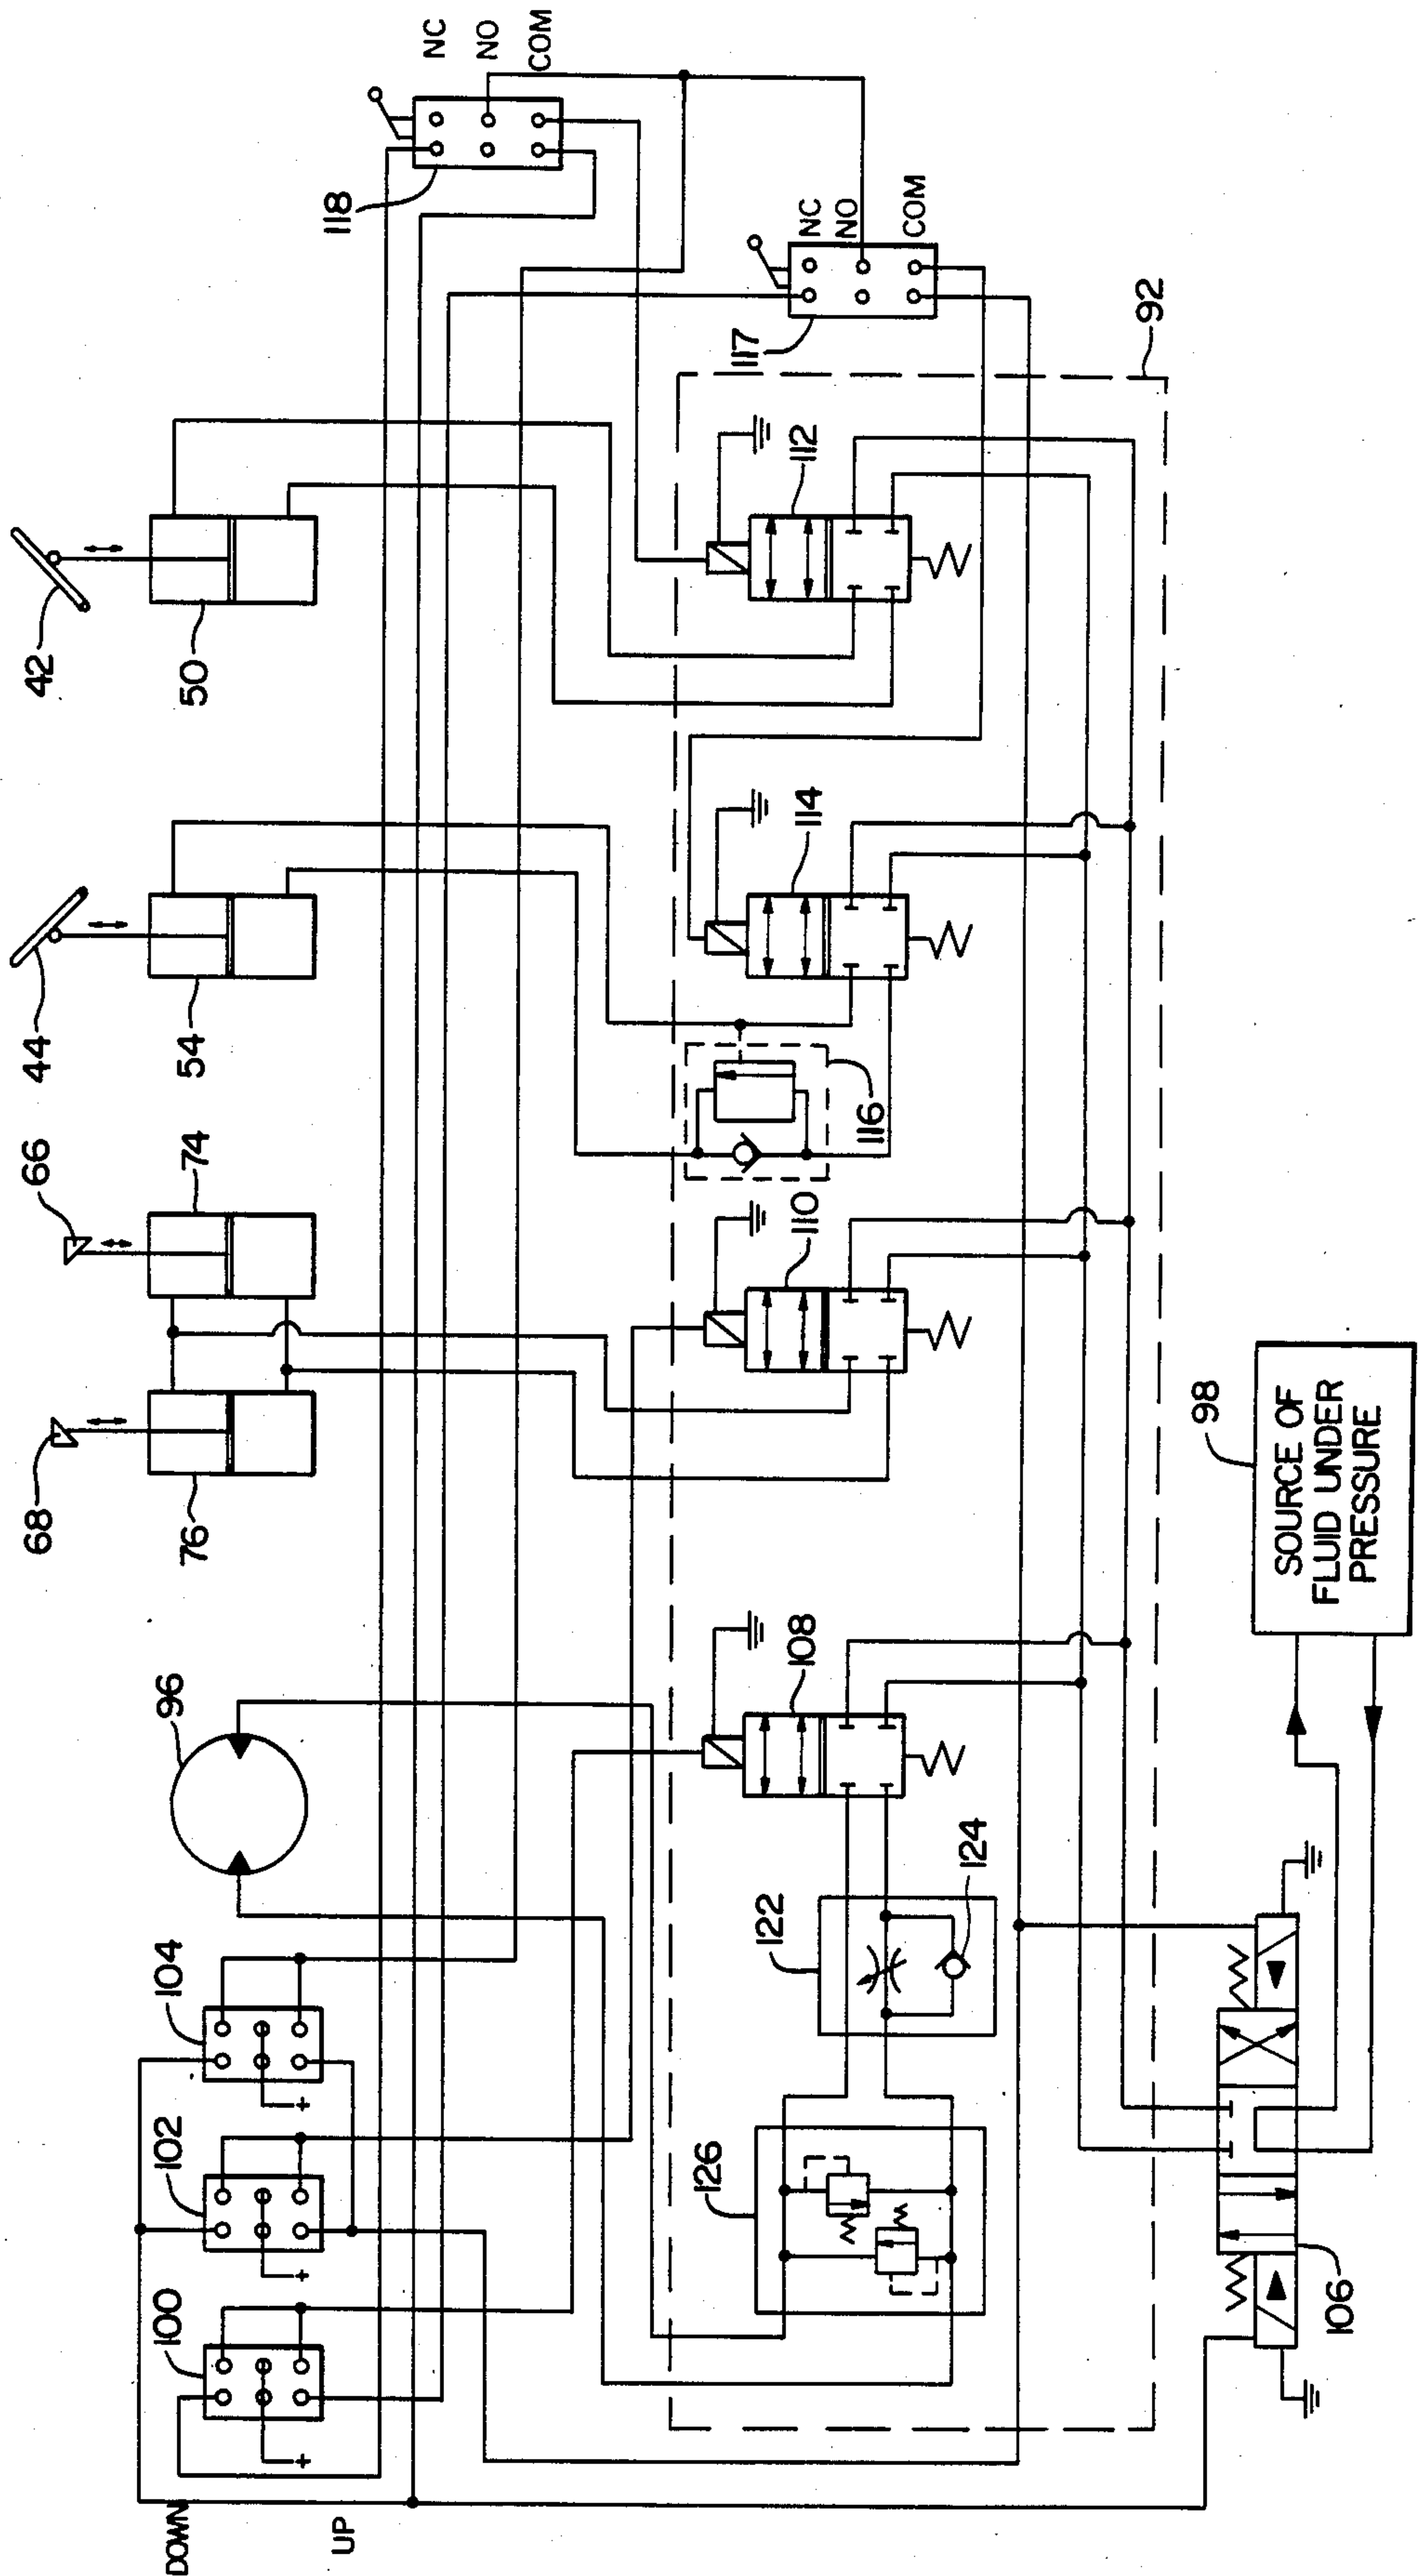 DOWN
UP
100
102
104
96
68
76
66
74
44
54
42
50
118
NC
NO
COM
117
NC
NO
COM
92
112
114
116
110
108
122
124
126
106
98
SOURCE OF
FLUID UNDER
PRESSURE
+
+
+